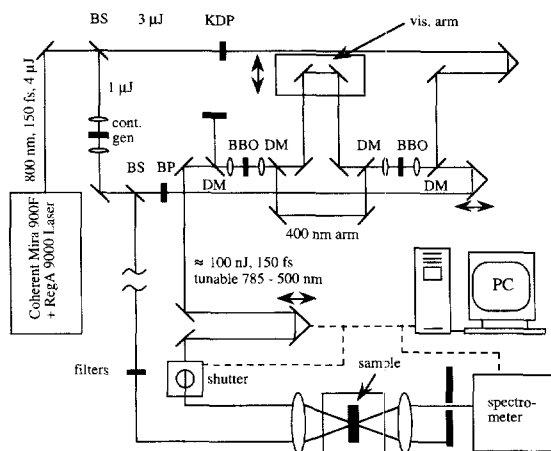 BS
3 µJ
KDP
vis. arm
800 nm, 150 fs, 4 µJ
1 µJ
cont.
gen
BS
BP
BBO
DM
DM
BBO
DM
DM
400 nm arm
Coherent Mira 900F
+ RegA 9000 Laser
≈ 100 nJ, 150 fs
tunable 785 - 500 nm
PC
filters
shutter
sample
spectro-
meter